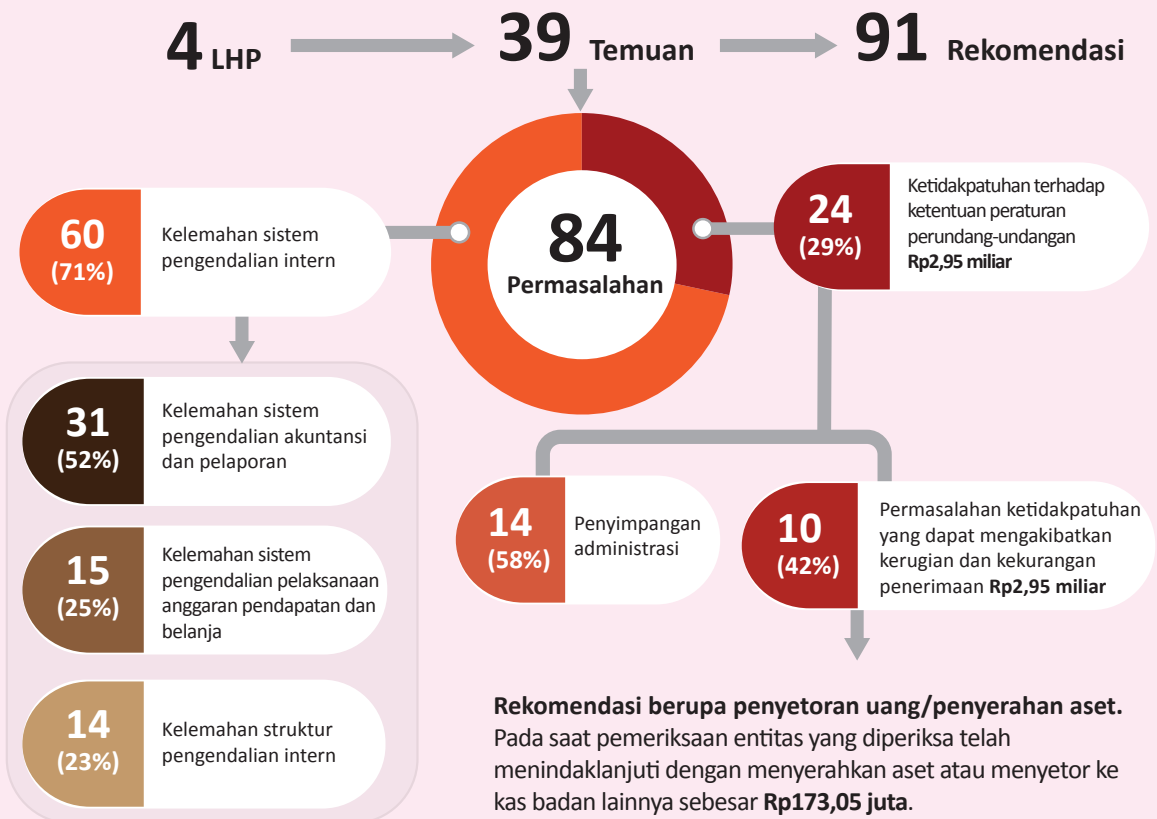 4 LHP
39 Temuan
91 Rekomendasi
84
Permasalahan
60
(71%)
Kelemahan sistem
pengendalian intern
24
(29%)
Ketidakpatuhan terhadap
ketentuan peraturan
perundang-undangan
Rp2,95 miliar
31
(52%)
Kelemahan sistem
pengendalian akuntansi
dan pelaporan
15
(25%)
Kelemahan sistem
pengendalian pelaksanaan
anggaran pendapatan dan
belanja
14
(23%)
Kelemahan struktur
pengendalian intern
14
(58%)
Penyimpangan
administrasi
10
(42%)
Permasalahan ketidakpatuhan
yang dapat mengakibatkan
kerugian dan kekurangan
penerimaan Rp2,95 miliar
Rekomendasi berupa penyetoran uang/penyerahan aset.
Pada saat pemeriksaan entitas yang diperiksa telah
menindaklanjuti dengan menyerahkan aset atau menyetor ke
kas badan lainnya sebesar Rp173,05 juta.